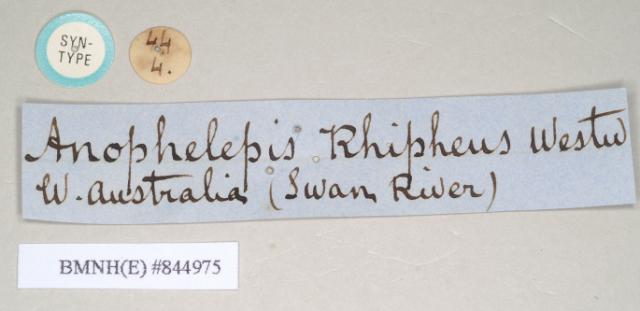 SYN-
TYPE
44
4.
Anophelepis Rhipheus Westw
W. Australia (Swan River)
BMNH(E) #844975